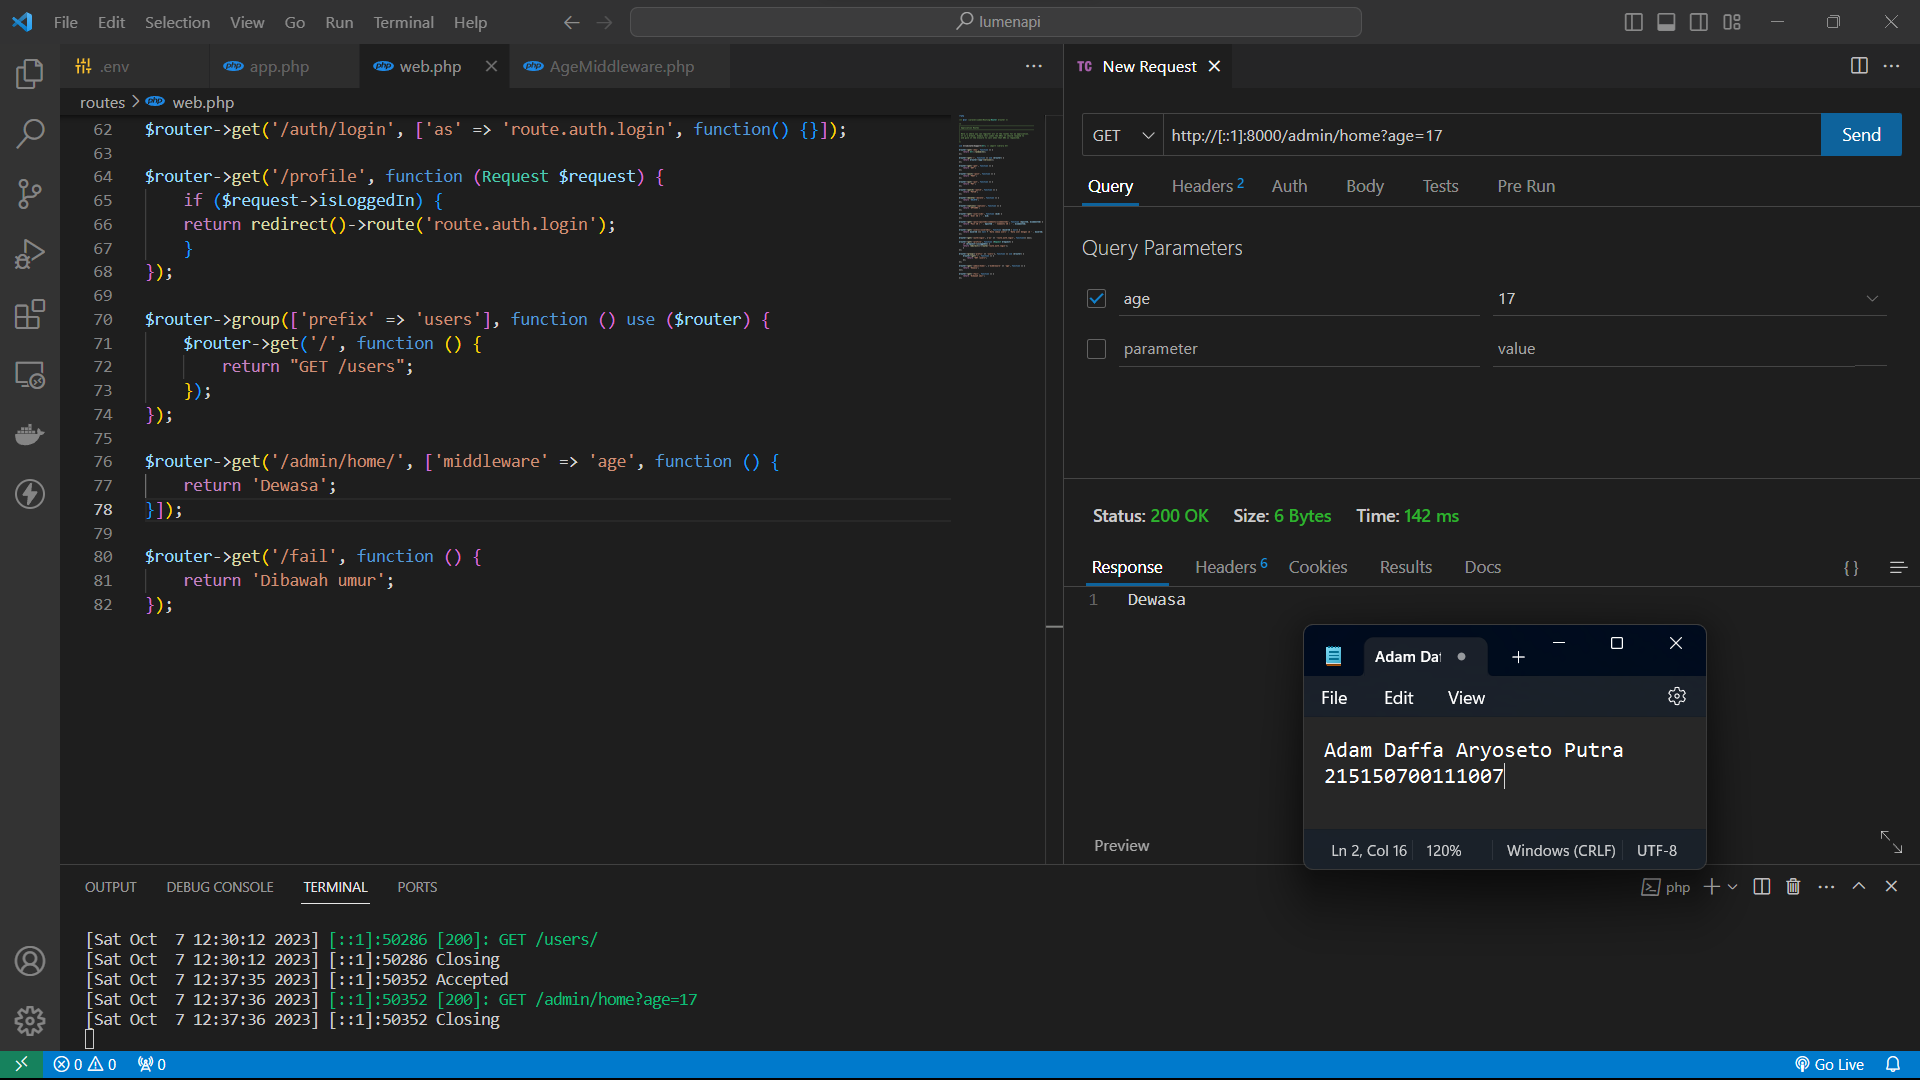 File Edit Selection View Go Run Terminal Help
lumenapi
.env
app.php
web.php
AgeMiddleware.php
routes > web.php
62 $router->get('/auth/login', ['as' => 'route.auth.login', function() {}]);
63
64 $router->get('/profile', function (Request $request) {
65 if ($request->isLoggedIn) {
66 return redirect()->route('route.auth.login');
67 }
68 });
69
70 $router->group(['prefix' => 'users'], function () use ($router) {
71 $router->get('/', function () {
72 return "GET /users";
73 });
74 });
75
76 $router->get('/admin/home/', ['middleware' => 'age', function () {
77 return 'Dewasa';
78 }]);
79
80 $router->get('/fail', function () {
81 return 'Dibawah umur';
82 });
TC New Request
GET http://[::1]:8000/admin/home?age=17 Send
Query Headers 2 Auth Body Tests Pre Run
Query Parameters
age 17
parameter value
Status: 200 OK Size: 6 Bytes Time: 142 ms
Response Headers 6 Cookies Results Docs { }
1 Dewasa
Preview
Adam Da
File Edit View
Adam Daffa Aryoseto Putra
215150700111007
Ln 2, Col 16 120% Windows (CRLF) UTF-8
OUTPUT DEBUG CONSOLE TERMINAL PORTS
php
[Sat Oct  7 12:30:12 2023] [::1]:50286 [200]: GET /users/
[Sat Oct  7 12:30:12 2023] [::1]:50286 Closing
[Sat Oct  7 12:37:35 2023] [::1]:50352 Accepted
[Sat Oct  7 12:37:36 2023] [::1]:50352 [200]: GET /admin/home?age=17
[Sat Oct  7 12:37:36 2023] [::1]:50352 Closing
0 0 0
Go Live